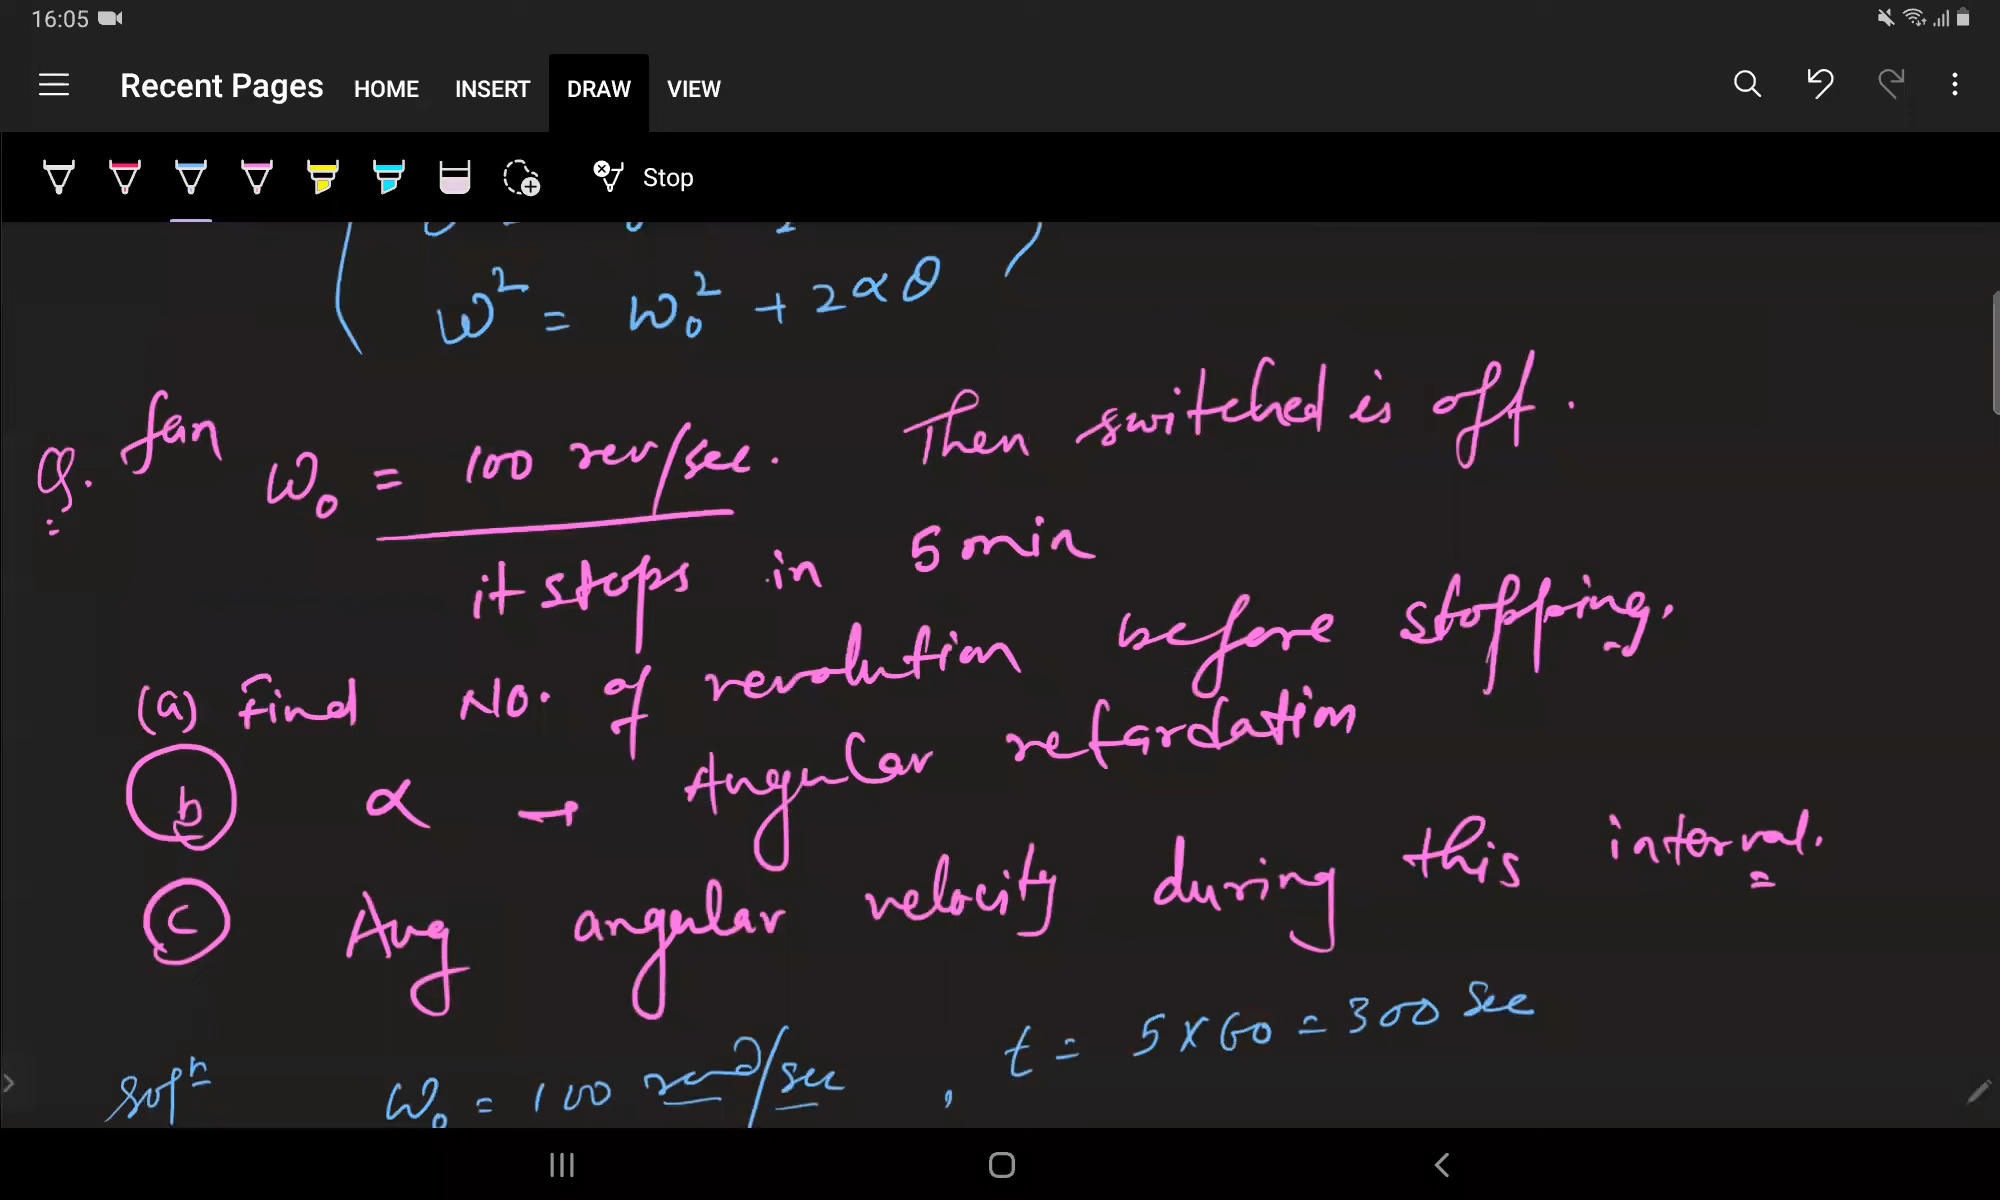 16:05
Recent Pages HOME INSERT DRAW VIEW
Stop
ω² = ω₀² + 2αθ
Q. fan ω₀ = 100 rev/sec. Then switched is off.
it stops in 5 min
(a) Find No. of revolution before stopping.
(b) α → Angular retardation
(c) Avg angular velocity during this interval.
solⁿ ω₀ = 100 /sec , t = 5×60 = 300 sec